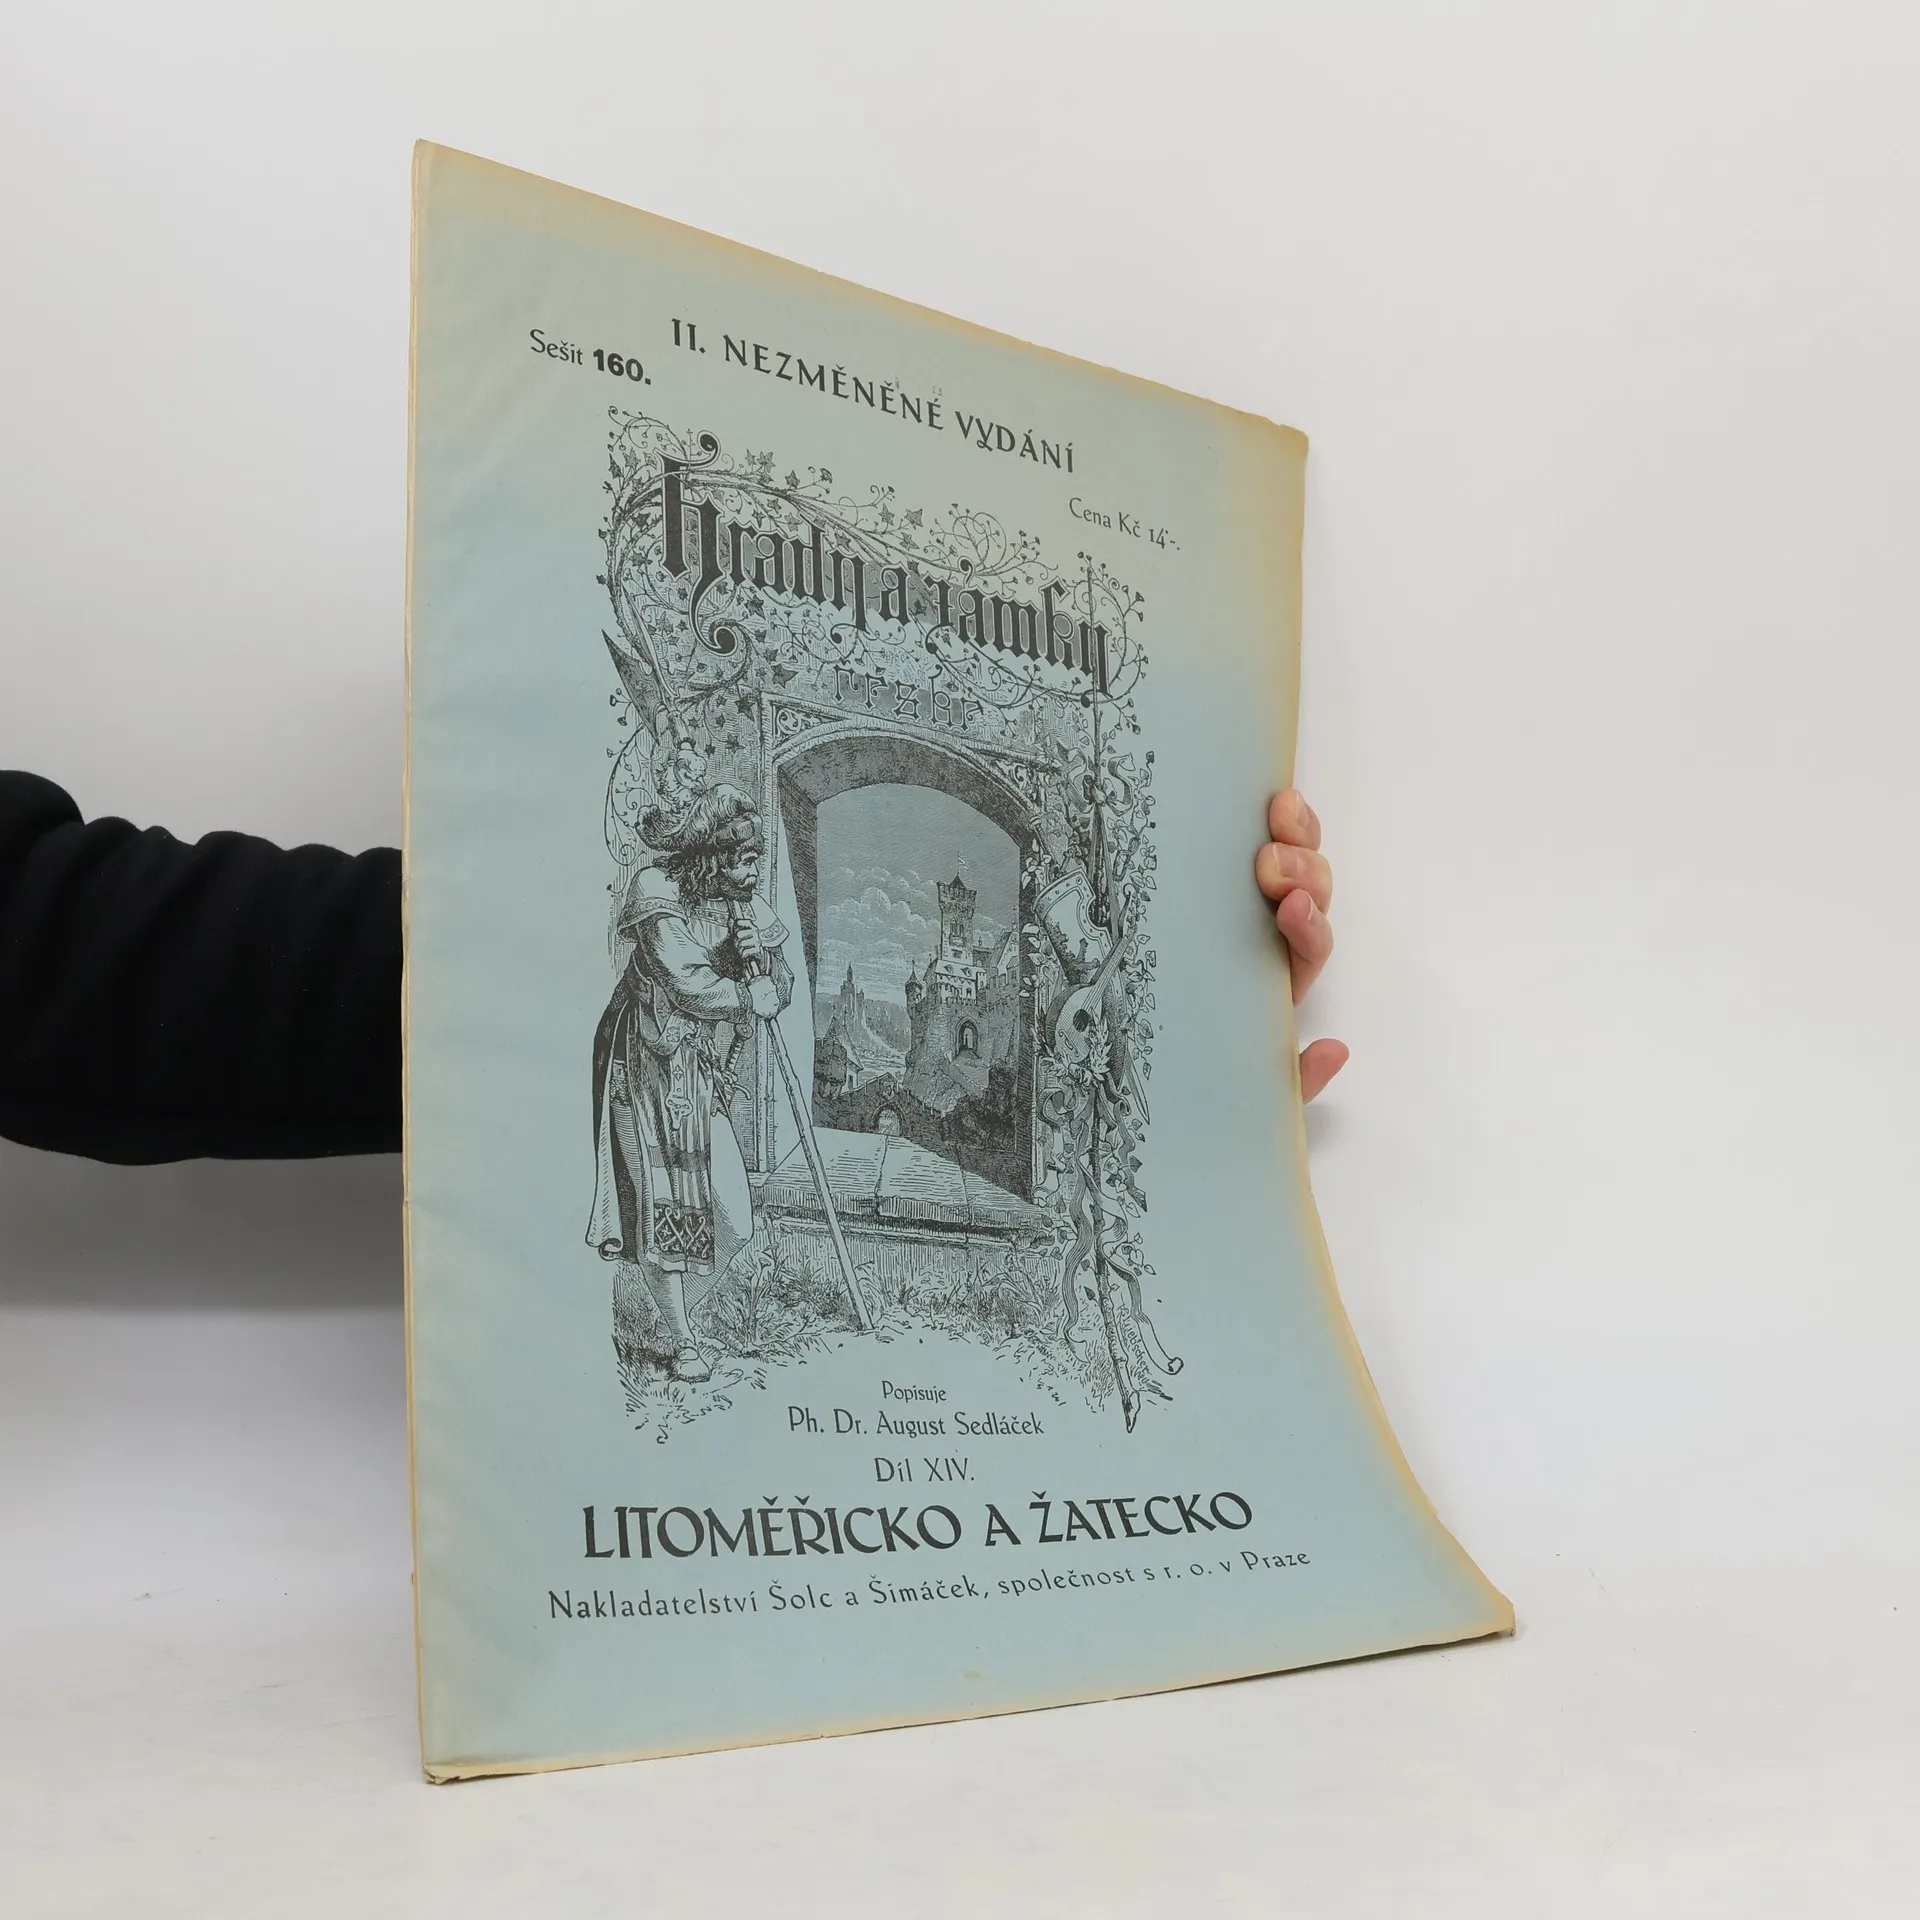 II. NEZMĚNĚNÉ VYDÁNÍ
Sešit 160.
Cena Kč 14·-.
Hrady a zámky
české
Popisuje
Ph. Dr. August Sedláček
Díl XIV.
LITOMĚŘICKO A ŽATECKO
Nakladatelství Šolc a Šimáček, společnost s r. o. v Praze